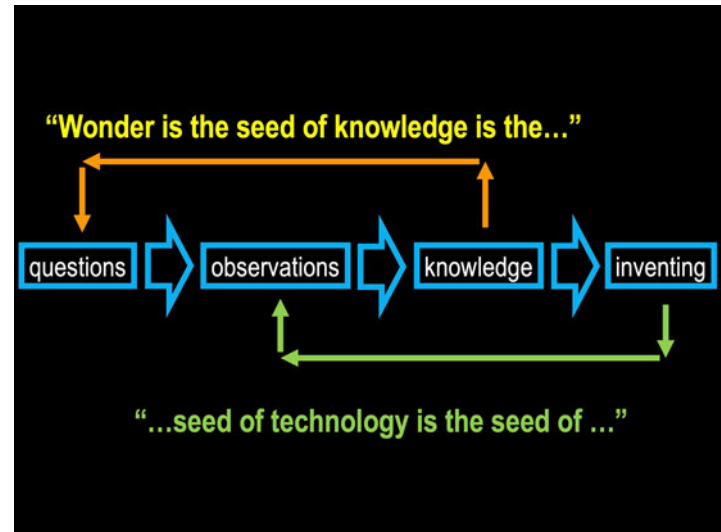 “Wonder is the seed of knowledge is the…”
questions
observations
knowledge
inventing
“…seed of technology is the seed of …”